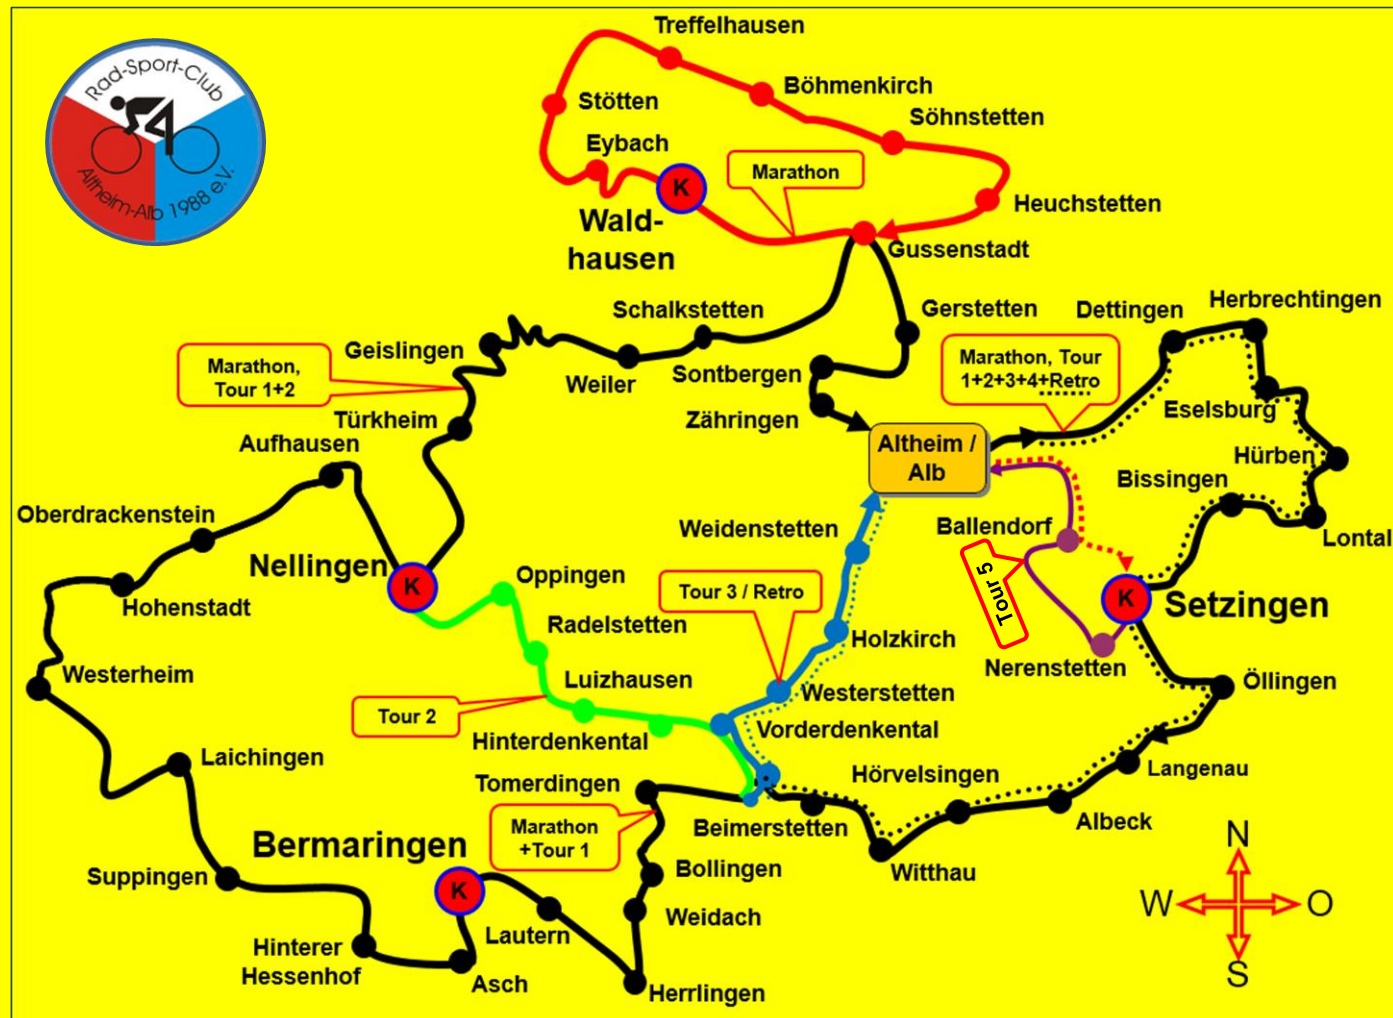 Rad-Sport-Club
Altheim-Alb 1988 e.V.
Treffelhausen
Böhmenkirch
Stötten
Söhnstetten
Eybach
Marathon
K
Heuchstetten
Wald-
hausen
Gussenstadt
Schalkstetten
Gerstetten
Dettingen
Herbrechtingen
Geislingen
Marathon,
Tour 1+2
Weiler
Sontbergen
Marathon, Tour
1+2+3+4+Retro
Türkheim
Zähringen
Eselsburg
Aufhausen
Altheim /
Alb
Hürben
Bissingen
Oberdrackenstein
Weidenstetten
Ballendorf
Lontal
Nellingen
K
Oppingen
Tour 3 / Retro
Tour 5
K
Setzingen
Hohenstadt
Radelstetten
Holzkirch
Nerenstetten
Westerheim
Luizhausen
Westerstetten
Öllingen
Tour 2
Hinterdenkental
Vorderdenkental
Laichingen
Tomerdingen
Hörvelsingen
Langenau
Marathon
+Tour 1
Beimerstetten
Albeck
Bermaringen
K
Bollingen
Witthau
Suppingen
Weidach
Lautern
Hinterer
Hessenhof
Asch
Herrlingen
N
W
O
S